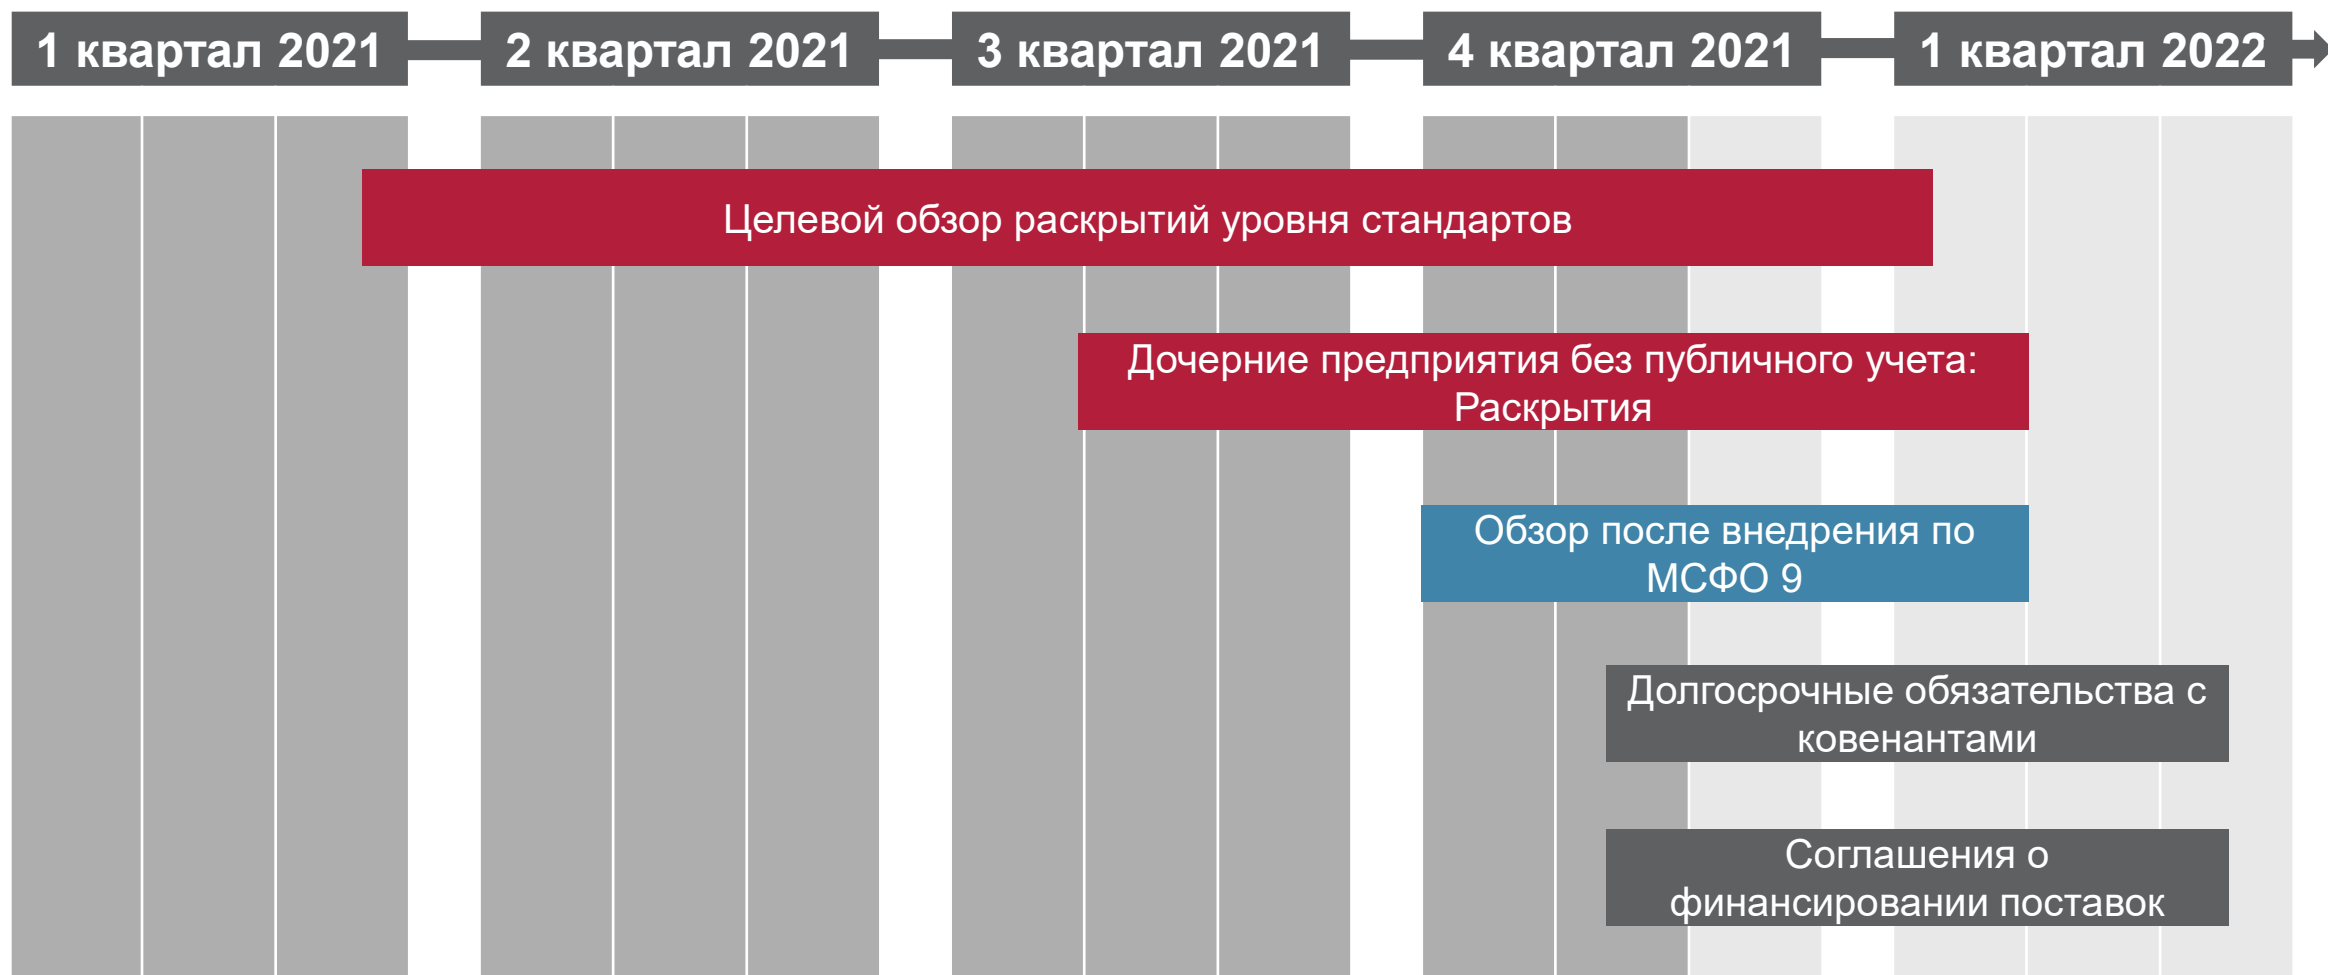 1 квартал 2021
2 квартал 2021
3 квартал 2021
4 квартал 2021
1 квартал 2022
Целевой обзор раскрытий уровня стандартов
Дочерние предприятия без публичного учета:
Раскрытия
Обзор после внедрения по
МСФО 9
Долгосрочные обязательства с
ковенантами
Соглашения о
финансировании поставок